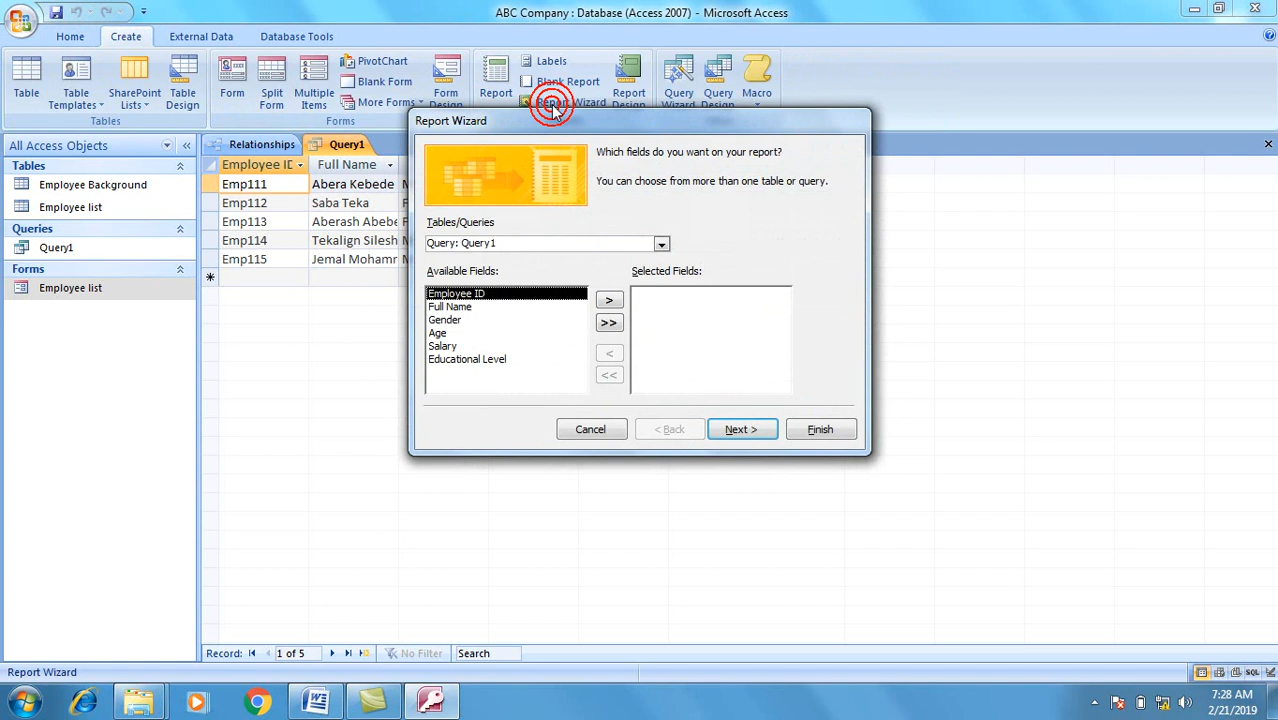 ABC Company : Database (Access 2007) - Microsoft Access
Home
Create
External Data
Database Tools
Table
Table Templates
SharePoint Lists
Table Design
Form
Split Form
Multiple Items
PivotChart
Blank Form
More Forms
Form
Report
Labels
Blank Report
Report Wizard
Report
Query
Query
Macro
Tables
Forms
All Access Objects
Relationships
Query1
Tables
Employee Background
Employee list
Queries
Query1
Forms
Employee list
Employee ID
Full Name
Emp111
Abera Kebede
Emp112
Saba Teka
Emp113
Aberash Abebe
Emp114
Tekalign Silesh
Emp115
Jemal Mohamr
Report Wizard
Which fields do you want on your report?
You can choose from more than one table or query.
Tables/Queries
Query: Query1
Available Fields:
Selected Fields:
Employee ID
Full Name
Gender
Age
Salary
Educational Level
>
>>
<
<<
Cancel
< Back
Next >
Finish
Record:
1 of 5
No Filter
Search
Report Wizard
SQL
7:28 AM
2/21/2019